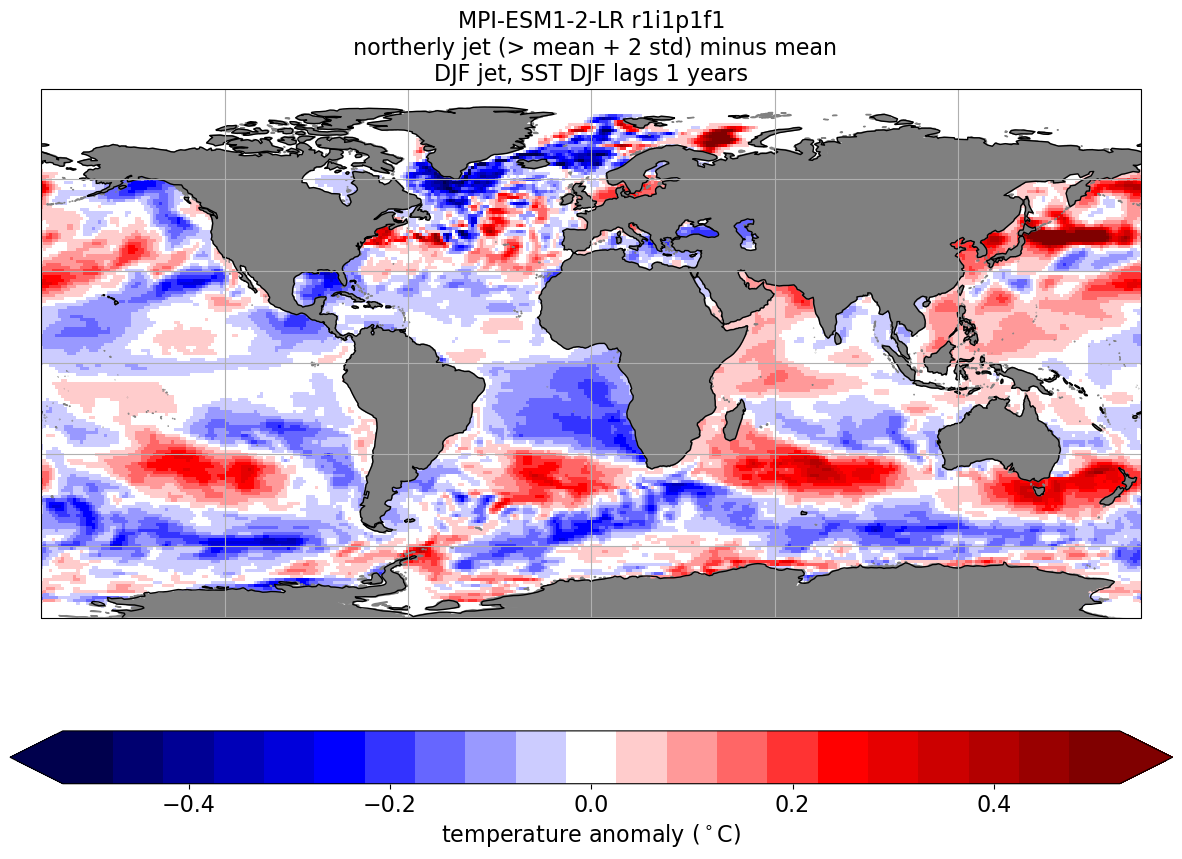 MPI-ESM1-2-LR r1i1p1f1
northerly jet (> mean + 2 std) minus mean
DJF jet, SST DJF lags 1 years
−0.4 −0.2 0.0 0.2 0.4
temperature anomaly (°C)